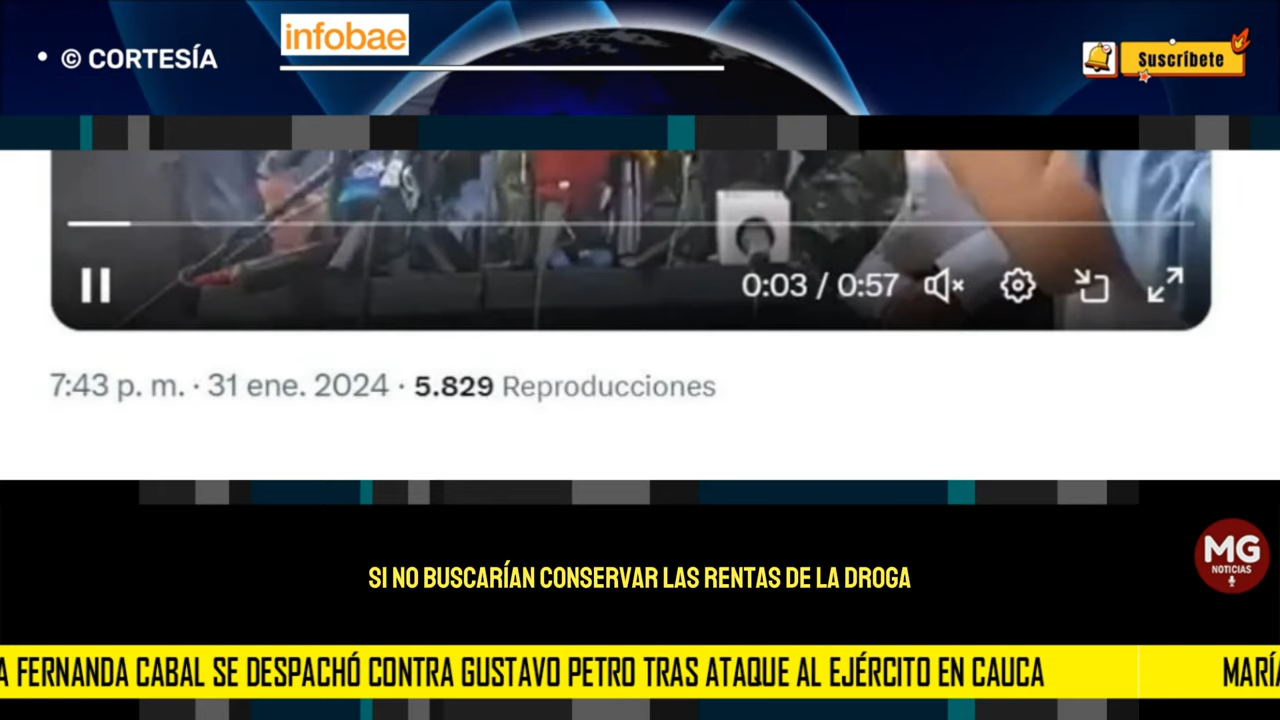 © CORTESÍA
infobae
Suscríbete
0:03 / 0:57
7:43 p. m. · 31 ene. 2024 · 5.829 Reproducciones
SI NO BUSCARÍAN CONSERVAR LAS RENTAS DE LA DROGA
MG
NOTICIAS
A FERNANDA CABAL SE DESPACHÓ CONTRA GUSTAVO PETRO TRAS ATAQUE AL EJÉRCITO EN CAUCA MARÍA